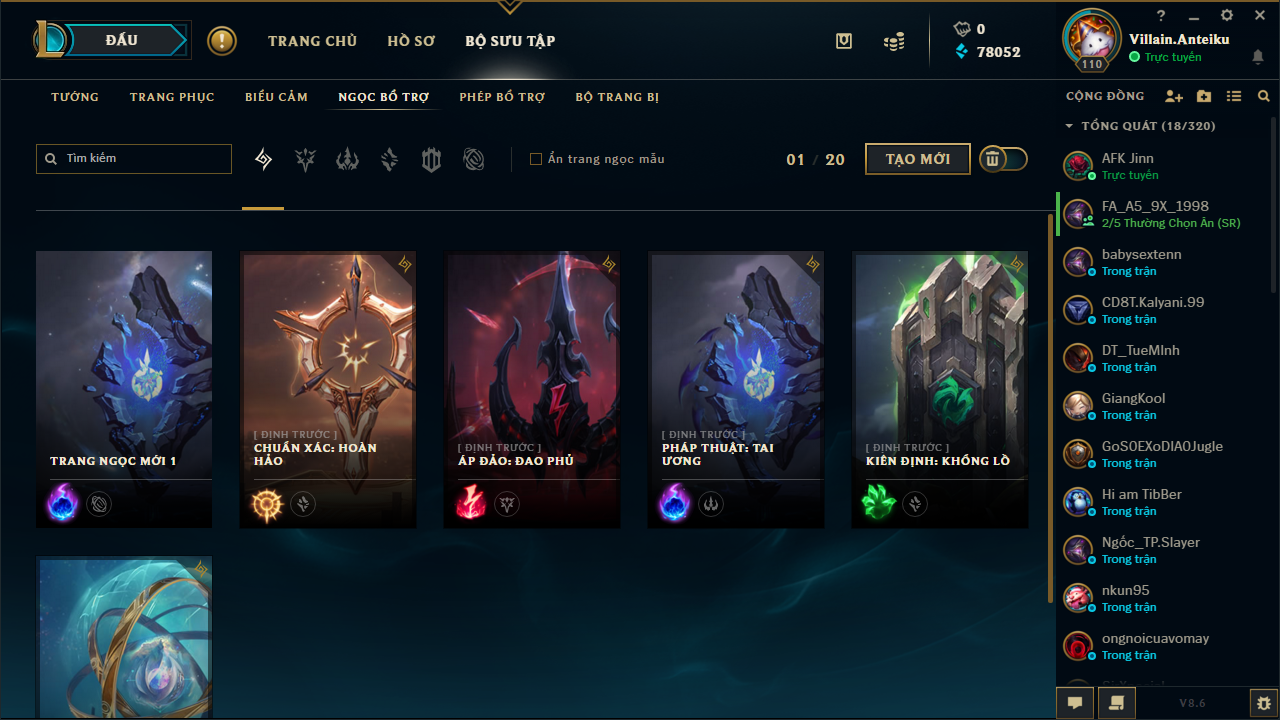 ĐẤU
TRANG CHỦ
HỒ SƠ
BỘ SƯU TẬP
0
78052
?
Villain.Anteiku
Trực tuyến
110
TƯỚNG
TRANG PHỤC
BIỂU CẢM
NGỌC BỔ TRỢ
PHÉP BỔ TRỢ
BỘ TRANG BỊ
Tìm kiếm
Ẩn trang ngọc mẫu
01 / 20
TẠO MỚI
TRANG NGỌC MỚI 1
[ ĐỊNH TRƯỚC ]
CHUẨN XÁC: HOÀN
HẢO
[ ĐỊNH TRƯỚC ]
ÁP ĐẢO: ĐAO PHỦ
[ ĐỊNH TRƯỚC ]
PHÁP THUẬT: TAI
ƯƠNG
[ ĐỊNH TRƯỚC ]
KIÊN ĐỊNH: KHỔNG LỒ
CỘNG ĐỒNG
TỔNG QUÁT (18/320)
AFK Jinn
Trực tuyến
FA_A5_9X_1998
2/5 Thường Chọn Ẩn (SR)
babysextenn
Trong trận
CD8T.Kalyani.99
Trong trận
DT_TueMInh
Trong trận
GiangKool
Trong trận
GoS0EXoDIA0Jugle
Trong trận
Hi am TibBer
Trong trận
Ngốc_TP.Slayer
Trong trận
nkun95
Trong trận
ongnoicuavomay
Trong trận
V8.6